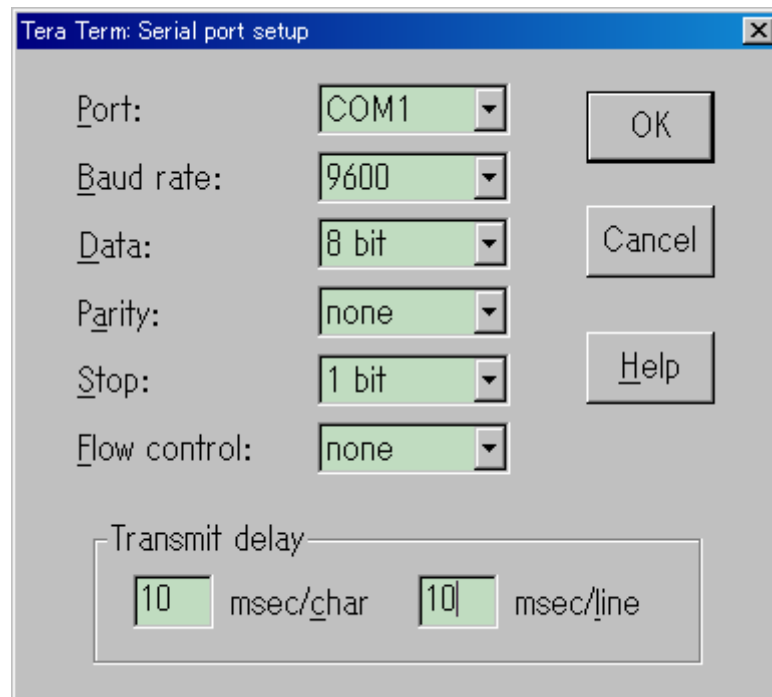 Tera Term: Serial port setup
Port: COM1
OK
Baud rate: 9600
Data: 8 bit
Cancel
Parity: none
Stop: 1 bit
Help
Flow control: none
Transmit delay
10 msec/char 10 msec/line